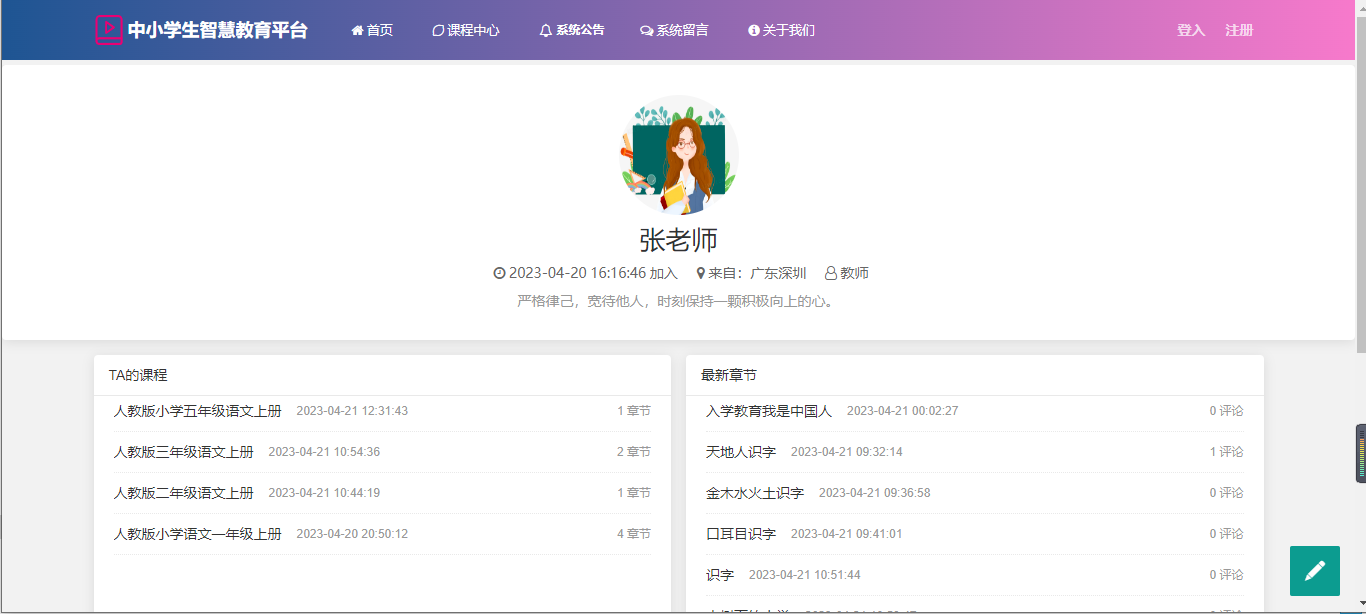 中小学生智慧教育平台 首页 课程中心 系统公告 系统留言 关于我们 登入 注册
张老师
2023-04-20 16:16:46 加入 来自：广东深圳 教师
严格律己，宽待他人，时刻保持一颗积极向上的心。
TA的课程
人教版小学五年级语文上册 2023-04-21 12:31:43 1 章节
人教版三年级语文上册 2023-04-21 10:54:36 2 章节
人教版二年级语文上册 2023-04-21 10:44:19 1 章节
人教版小学语文一年级上册 2023-04-20 20:50:12 4 章节
最新章节
入学教育我是中国人 2023-04-21 00:02:27 0 评论
天地人识字 2023-04-21 09:32:14 1 评论
金木水火土识字 2023-04-21 09:36:58 0 评论
口耳目识字 2023-04-21 09:41:01 0 评论
识字 2023-04-21 10:51:44 0 评论